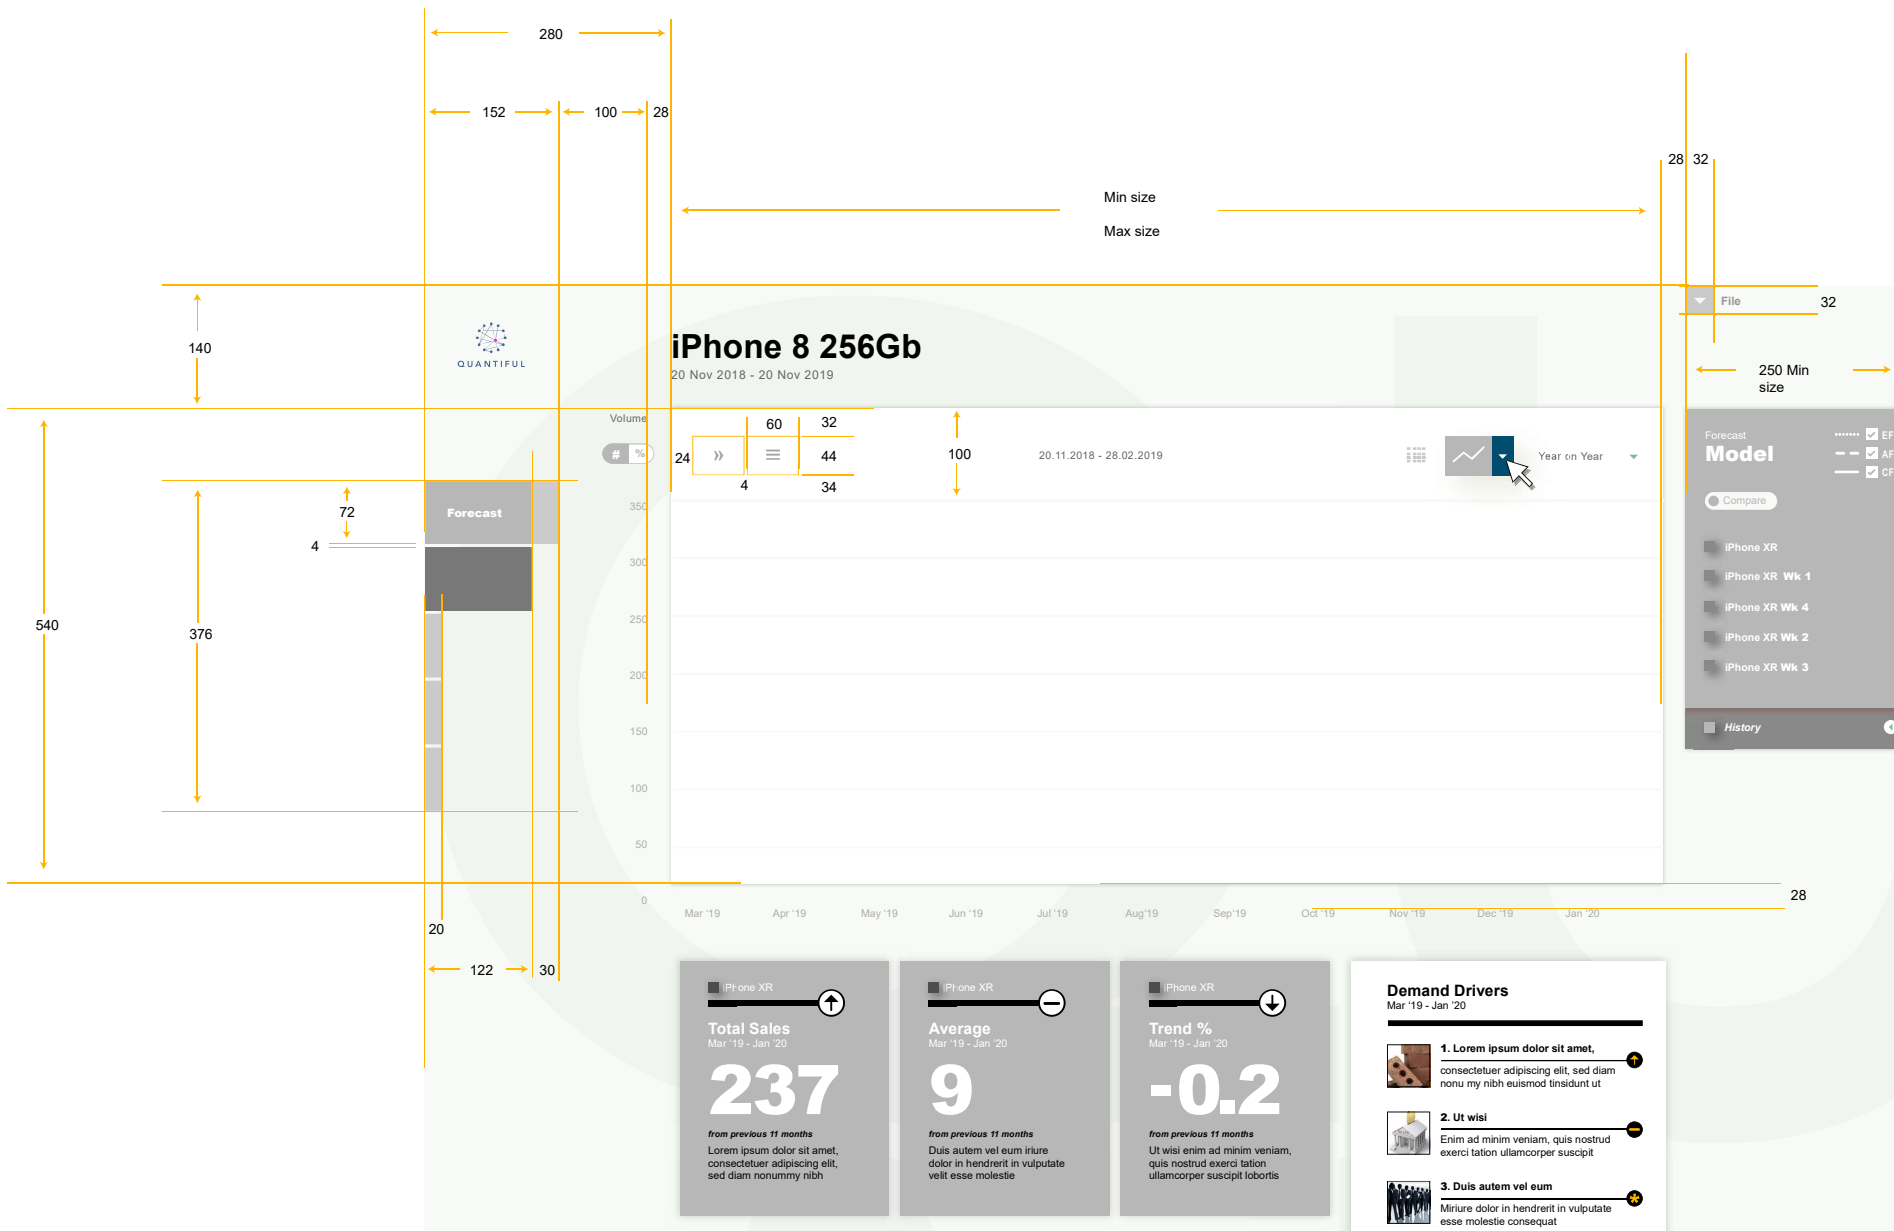 280
152
100
28
28
32
Min size
Max size
File
32
140
QUANTIFUL
iPhone 8 256Gb
20 Nov 2018 - 20 Nov 2019
250 Min
size
Volume
# %
24
»
60
32
44
4
34
100
20.11.2018 - 28.02.2019
Year on Year
Forecast
Model
EF
AF
CF
Compare
iPhone XR
iPhone XR Wk 1
iPhone XR Wk 4
iPhone XR Wk 2
iPhone XR Wk 3
History
72
Forecast
4
540
376
350
300
250
200
150
100
50
0
28
Mar '19
Apr '19
May '19
Jun '19
Jul '19
Aug'19
Sep'19
Oct '19
Nov '19
Dec '19
Jan '20
20
122
30
iPhone XR
Total Sales
Mar '19 - Jan '20
237
from previous 11 months
Lorem ipsum dolor sit amet,
consectetuer adipiscing elit,
sed diam nonummy nibh
iPhone XR
Average
Mar '19 - Jan '20
9
from previous 11 months
Duis autem vel eum iriure
dolor in hendrerit in vulputate
velit esse molestie
iPhone XR
Trend %
Mar '19 - Jan '20
-0.2
from previous 11 months
Ut wisi enim ad minim veniam,
quis nostrud exerci tation
ullamcorper suscipit lobortis
Demand Drivers
Mar '19 - Jan '20
1. Lorem ipsum dolor sit amet,
consectetuer adipiscing elit, sed diam
nonu my nibh euismod tinsidunt ut
2. Ut wisi
Enim ad minim veniam, quis nostrud
exerci tation ullamcorper suscipit
3. Duis autem vel eum
Miriure dolor in hendrerit in vulputate
esse molestie consequat